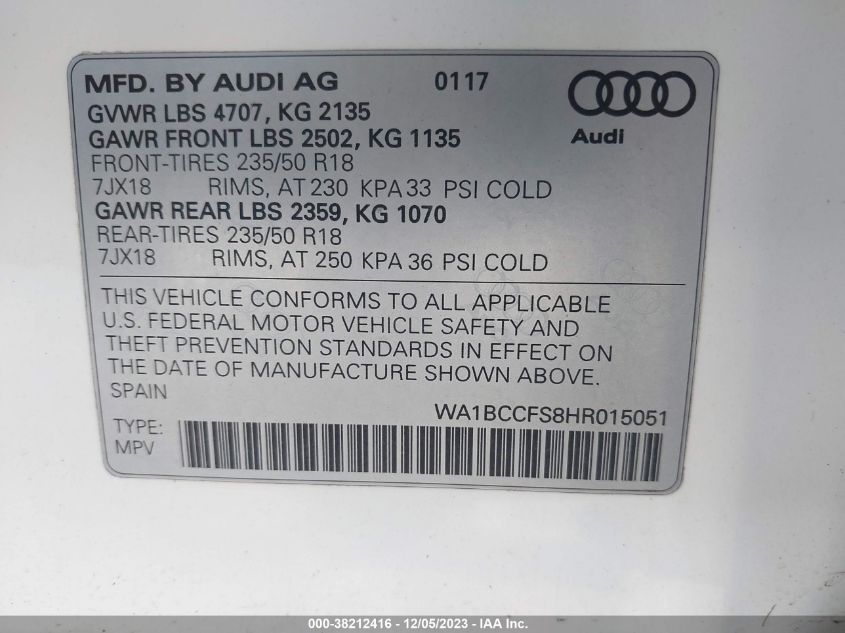 MFD. BY AUDI AG 0117
GVWR LBS 4707, KG 2135
GAWR FRONT LBS 2502, KG 1135
Audi
FRONT-TIRES 235/50 R18
7JX18 RIMS, AT 230 KPA 33 PSI COLD
GAWR REAR LBS 2359, KG 1070
REAR-TIRES 235/50 R18
7JX18 RIMS, AT 250 KPA 36 PSI COLD
THIS VEHICLE CONFORMS TO ALL APPLICABLE
U.S. FEDERAL MOTOR VEHICLE SAFETY AND
THEFT PREVENTION STANDARDS IN EFFECT ON
THE DATE OF MANUFACTURE SHOWN ABOVE.
SPAIN
WA1BCCFS8HR015051
TYPE:
MPV
000-38212416 - 12/05/2023 - IAA Inc.